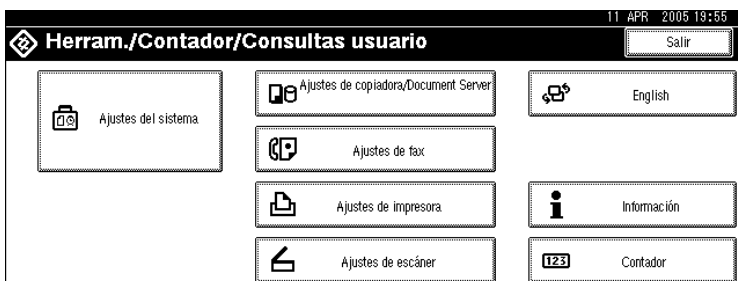 11 APR 2005 19:55
Herram./Contador/Consultas usuario
Salir
Ajustes del sistema
Ajustes de copiadora/Document Server
English
Ajustes de fax
Ajustes de impresora
Información
Ajustes de escáner
123
Contador